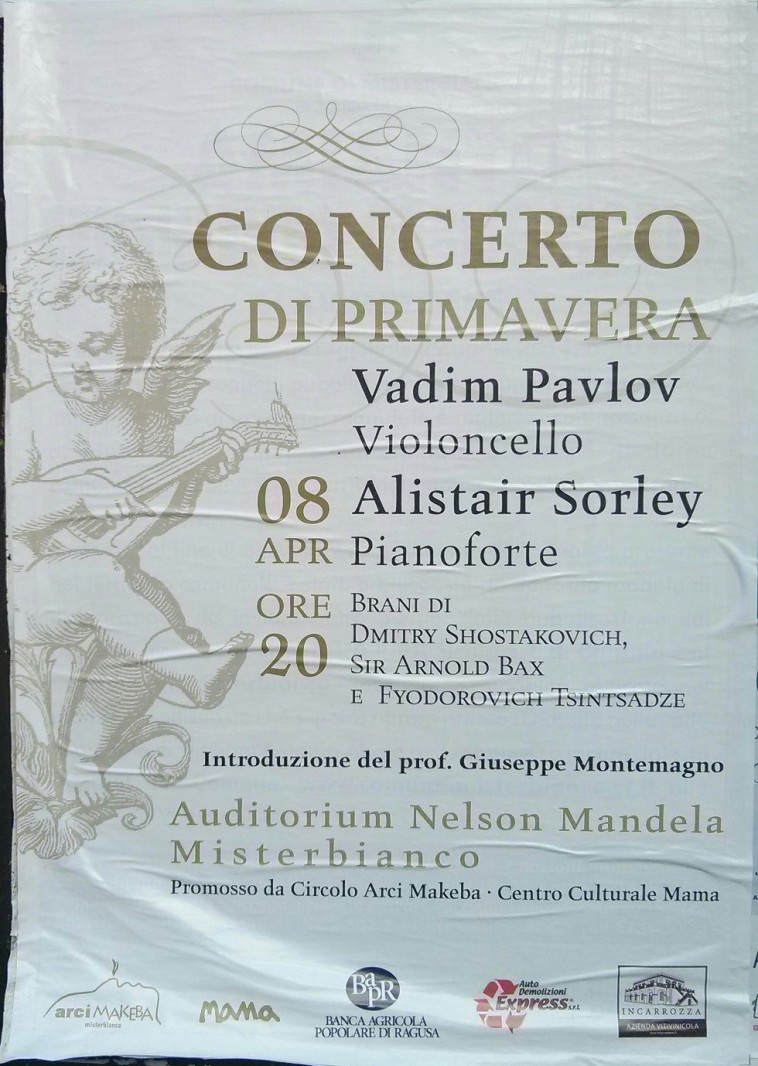 CONCERTO
DI PRIMAVERA
Vadim Pavlov
Violoncello
08
APR
Alistair Sorley
Pianoforte
ORE
20
BRANI DI
DMITRY SHOSTAKOVICH,
SIR ARNOLD BAX
E FYODOROVICH TSINTSADZE
Introduzione del prof. Giuseppe Montemagno
Auditorium Nelson Mandela
Misterbianco
Promosso da Circolo Arci Makeba · Centro Culturale Mama
arci MAKEBA
misterbianco
Mama
BAPR
BANCA AGRICOLA
POPOLARE DI RAGUSA
Auto
Demolizioni
Express S.R.L.
INCARROZZA
AZIENDA VITIVINICOLA